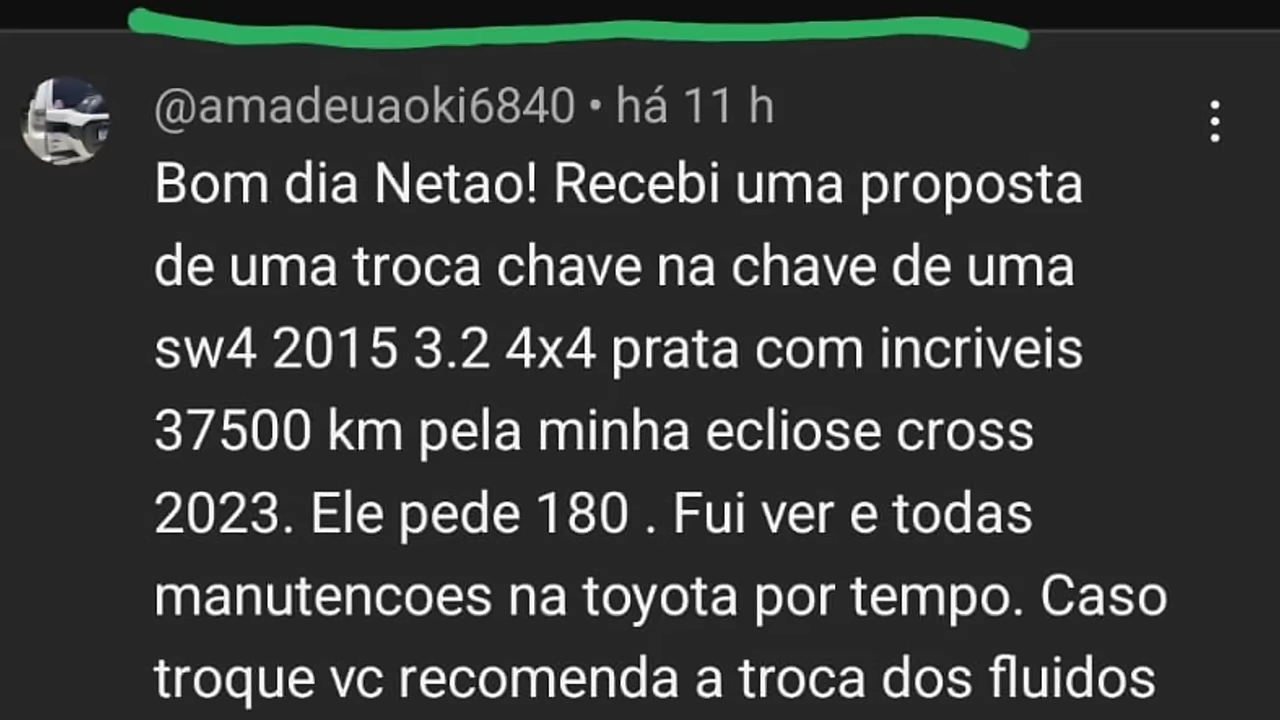 @amadeuaoki6840 • há 11 h
Bom dia Netao! Recebi uma proposta
de uma troca chave na chave de uma
sw4 2015 3.2 4x4 prata com incriveis
37500 km pela minha ecliose cross
2023. Ele pede 180 . Fui ver e todas
manutencoes na toyota por tempo. Caso
troque vc recomenda a troca dos fluidos